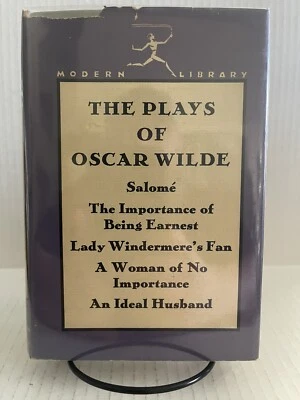 MODERN LIBRARY
THE PLAYS
OF
OSCAR WILDE
Salomé
The Importance of
Being Earnest
Lady Windermere's Fan
A Woman of No
Importance
An Ideal Husband